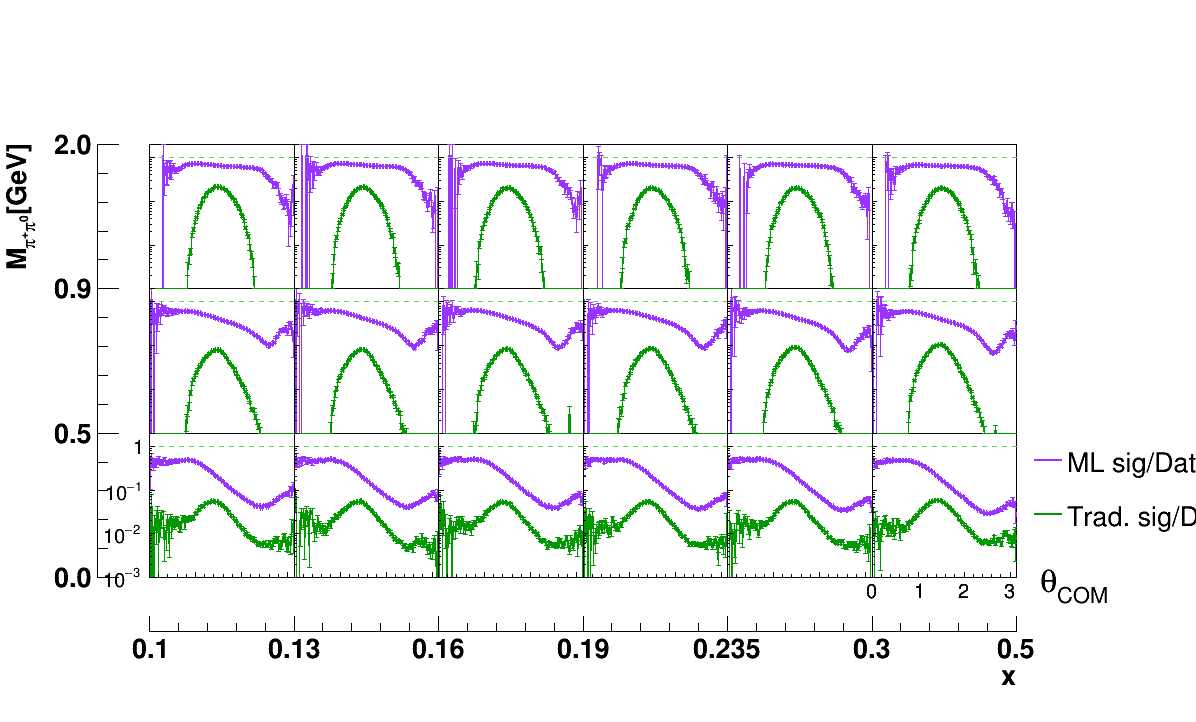 2.0
M π⁺π⁰ [GeV]
0.9
0.5
1
ML sig/Dat
10⁻¹
Trad. sig/D
10⁻²
0.0
10⁻³
0 1 2 3
θ COM
0.1 0.13 0.16 0.19 0.235 0.3 0.5
x